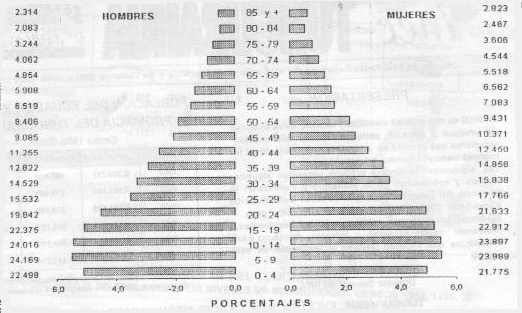 HOMBRES MUJERES
2.314 85 y + 2.823
2.083 80 - 84 2.487
3.244 75 - 79 3.606
4.062 70 - 74 4.544
4.854 65 - 69 5.518
5.908 60 - 64 6.562
6.519 55 - 59 7.083
8.406 50 - 54 9.431
9.085 45 - 49 10.371
11.255 40 - 44 12.450
12.822 35 - 39 14.856
14.529 30 - 34 15.838
15.532 25 - 29 17.766
19.842 20 - 24 21.633
22.375 15 - 19 22.912
24.016 10 - 14 23.897
24.169 5 - 9 23.989
22.498 0 - 4 21.775
6,0 4,0 2,0 0,0 0,0 2,0 4,0 6,0
PORCENTAJES